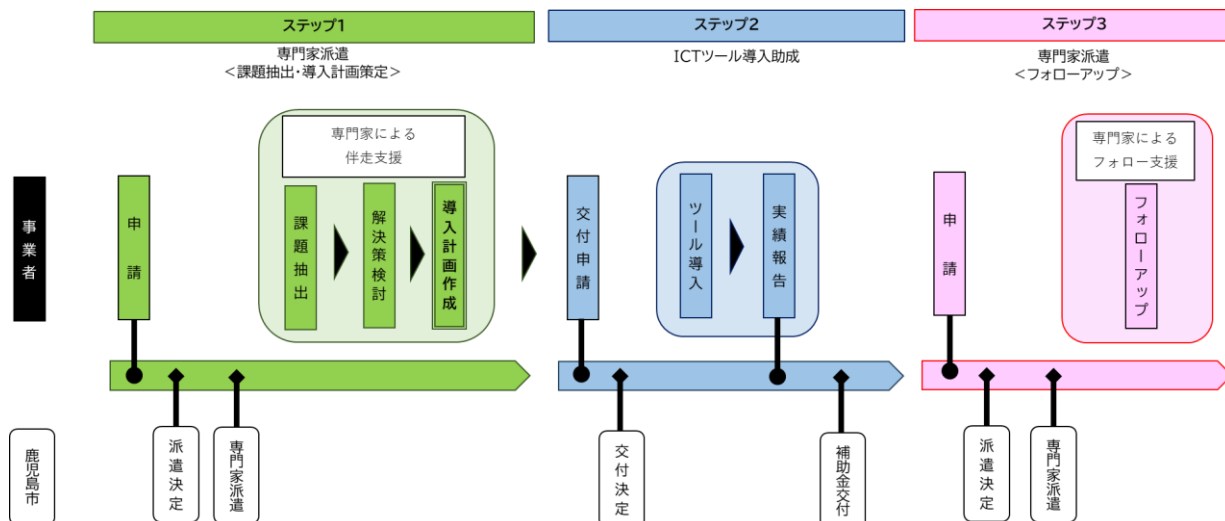 ステップ1
専門家派遣
<課題抽出・導入計画策定>
ステップ2
ICTツール導入助成
ステップ3
専門家派遣
<フォローアップ>
事業者
申請
専門家による
伴走支援
課題抽出
解決策検討
導入計画作成
交付申請
ツール導入
実績報告
申請
専門家による
フォロー支援
フォローアップ
鹿児島市
派遣決定
専門家派遣
交付決定
補助金交付
派遣決定
専門家派遣